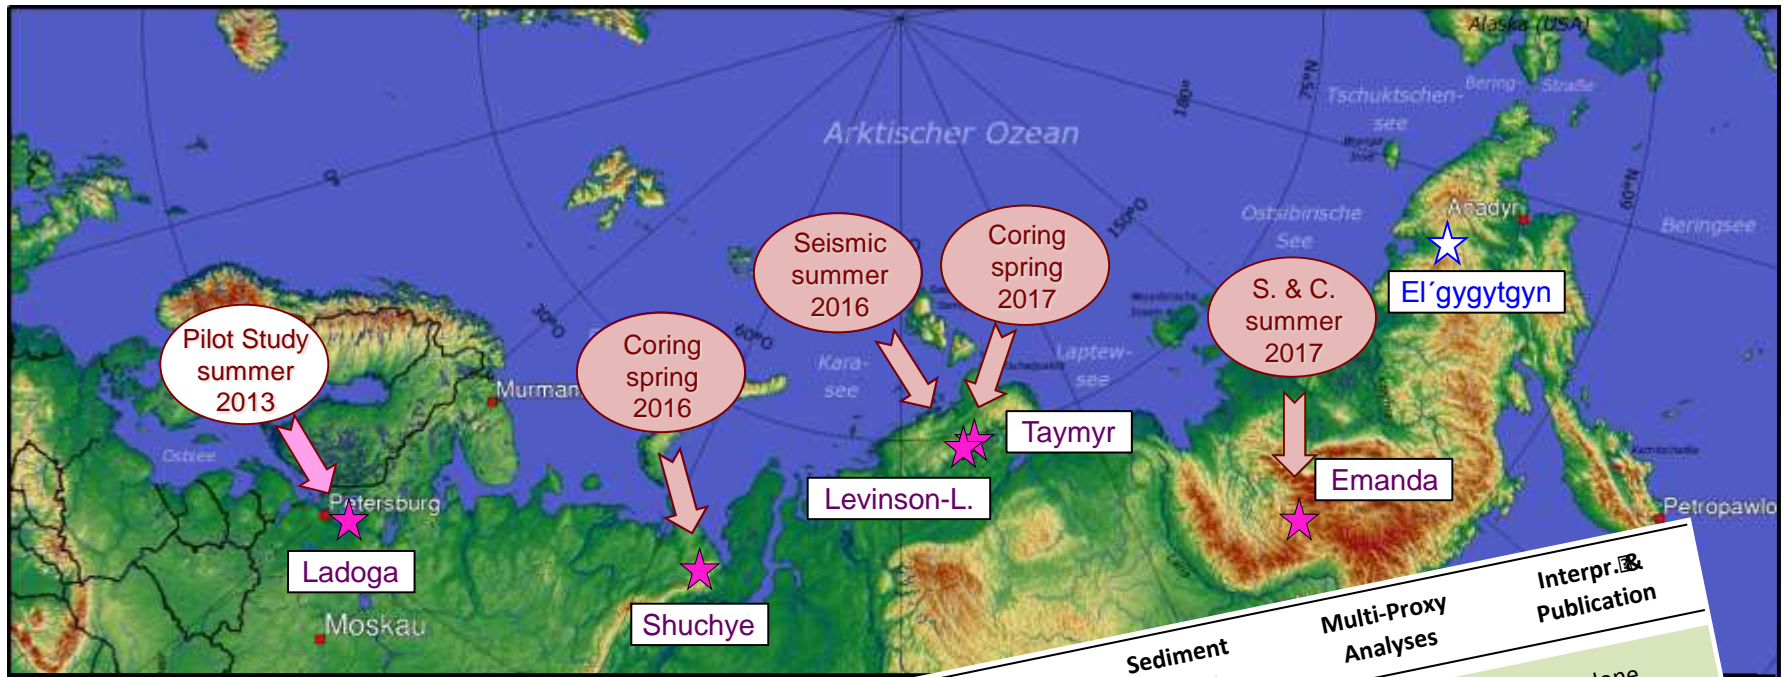 Alaska (USA)
Bering-
Straße
Tschuktschen-
see
180°
75°N
Arktischer Ozean
0°
150°O
60°N
Anadyr
Beringsee
Ostsibirische
See
El´gygytgyn
Seismic
summer
2016
Coring
spring
2017
S. & C.
summer
2017
Pilot Study
summer
2013
Coring
spring
2016
30°O
60°O
Kara-
see
Laptew-
see
Murman
Ostsee
Petersburg
Taymyr
Levinson-L.
Emanda
Kamtschatka
Petropawlo
Ladoga
Shuchye
Moskau
Sediment
Multi-Proxy
Analyses
Interpr. &
Publication